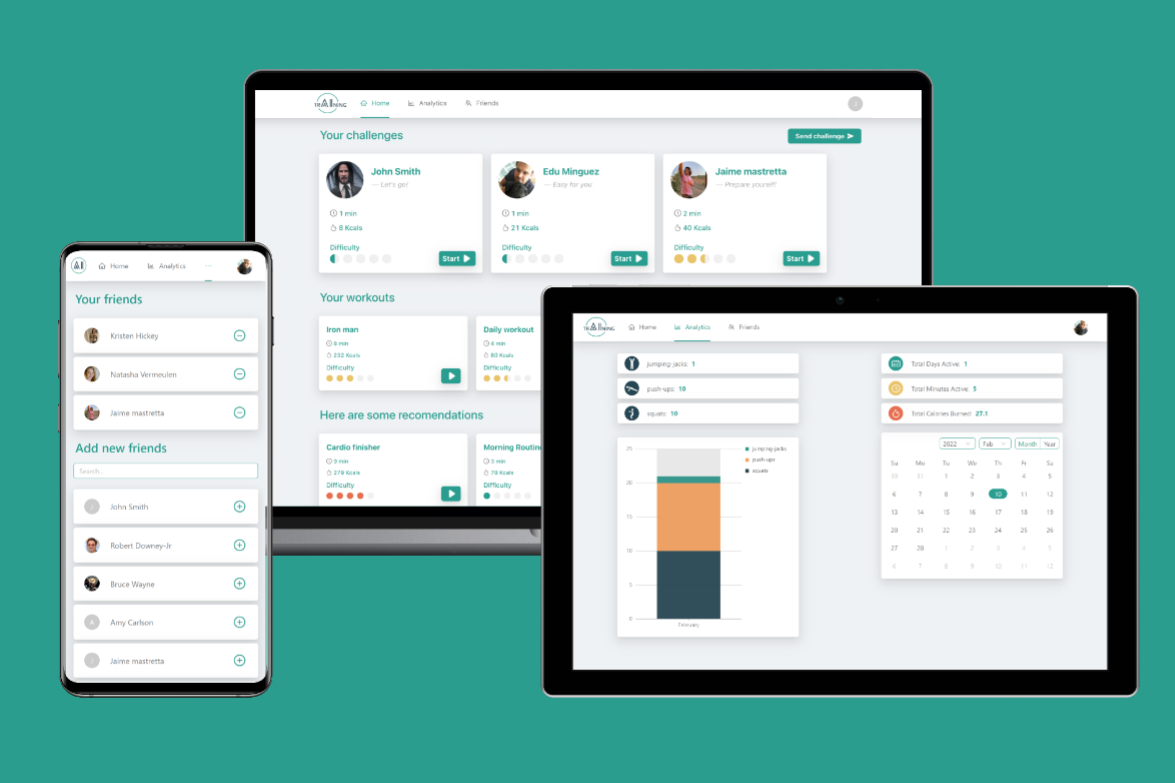 TRAINING
Home
Analytics
Friends
J
Your challenges
Send challenge
John Smith
— Let's go!
1 min
8 Kcals
Difficulty
Start
Edu Minguez
— Easy for you
1 min
21 Kcals
Difficulty
Start
Jaime mastretta
— Prepare yourself!
2 min
40 Kcals
Difficulty
Start
Your workouts
Iron man
8 min
232 Kcals
Difficulty
Daily workout
4 min
80 Kcals
Difficulty
Here are some recomendations
Cardio finisher
9 min
279 Kcals
Difficulty
Morning Routine
3 min
78 Kcals
Difficulty
AI
Home
Analytics
...
Your friends
Kristen Hickey
Natasha Vermeulen
Jaime mastretta
Add new friends
Search...
J
John Smith
Robert Downey-Jr
Bruce Wayne
A
Amy Carlson
J
Jaime mastretta
TRAINING
Home
Analytics
Friends
jumping-jacks: 1
push-ups: 10
squats: 10
Total Days Active: 1
Total Minutes Active: 5
Total Calories Burned: 27.1
25
20
15
10
5
0
February
jumping-jacks
push-ups
squats
2022
Feb
Month
Year
Su Mo Tu We Th Fr Sa
30 31 1 2 3 4 5
6 7 8 9 10 11 12
13 14 15 16 17 18 19
20 21 22 23 24 25 26
27 28 1 2 3 4 5
6 7 8 9 10 11 12